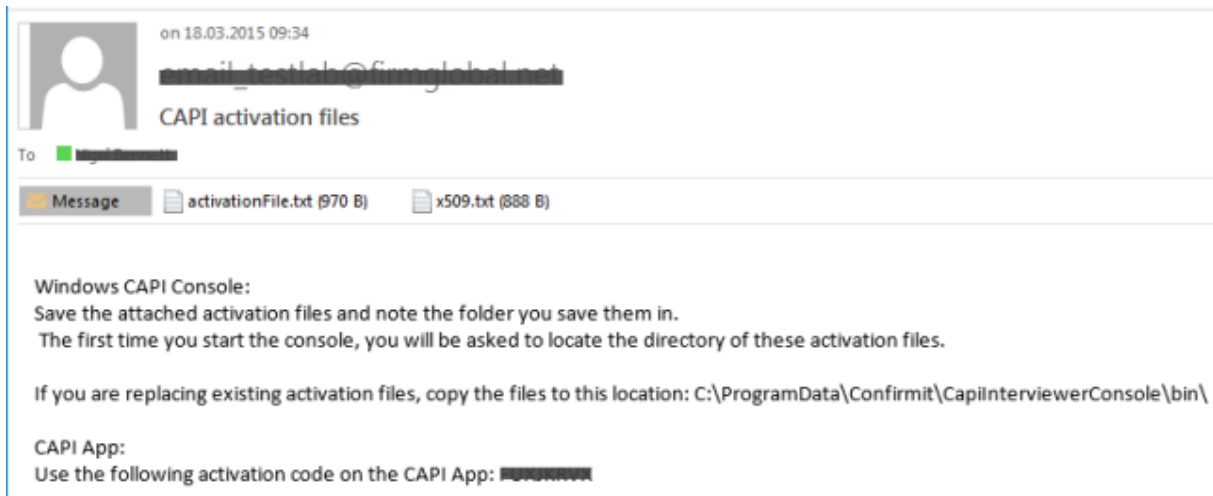 on 18.03.2015 09:34
CAPI activation files
To
Message activationFile.txt (970 B) x509.txt (888 B)
Windows CAPI Console:
Save the attached activation files and note the folder you save them in.
The first time you start the console, you will be asked to locate the directory of these activation files.
If you are replacing existing activation files, copy the files to this location: C:\ProgramData\Confirmit\CapiInterviewerConsole\bin\
CAPI App:
Use the following activation code on the CAPI App: